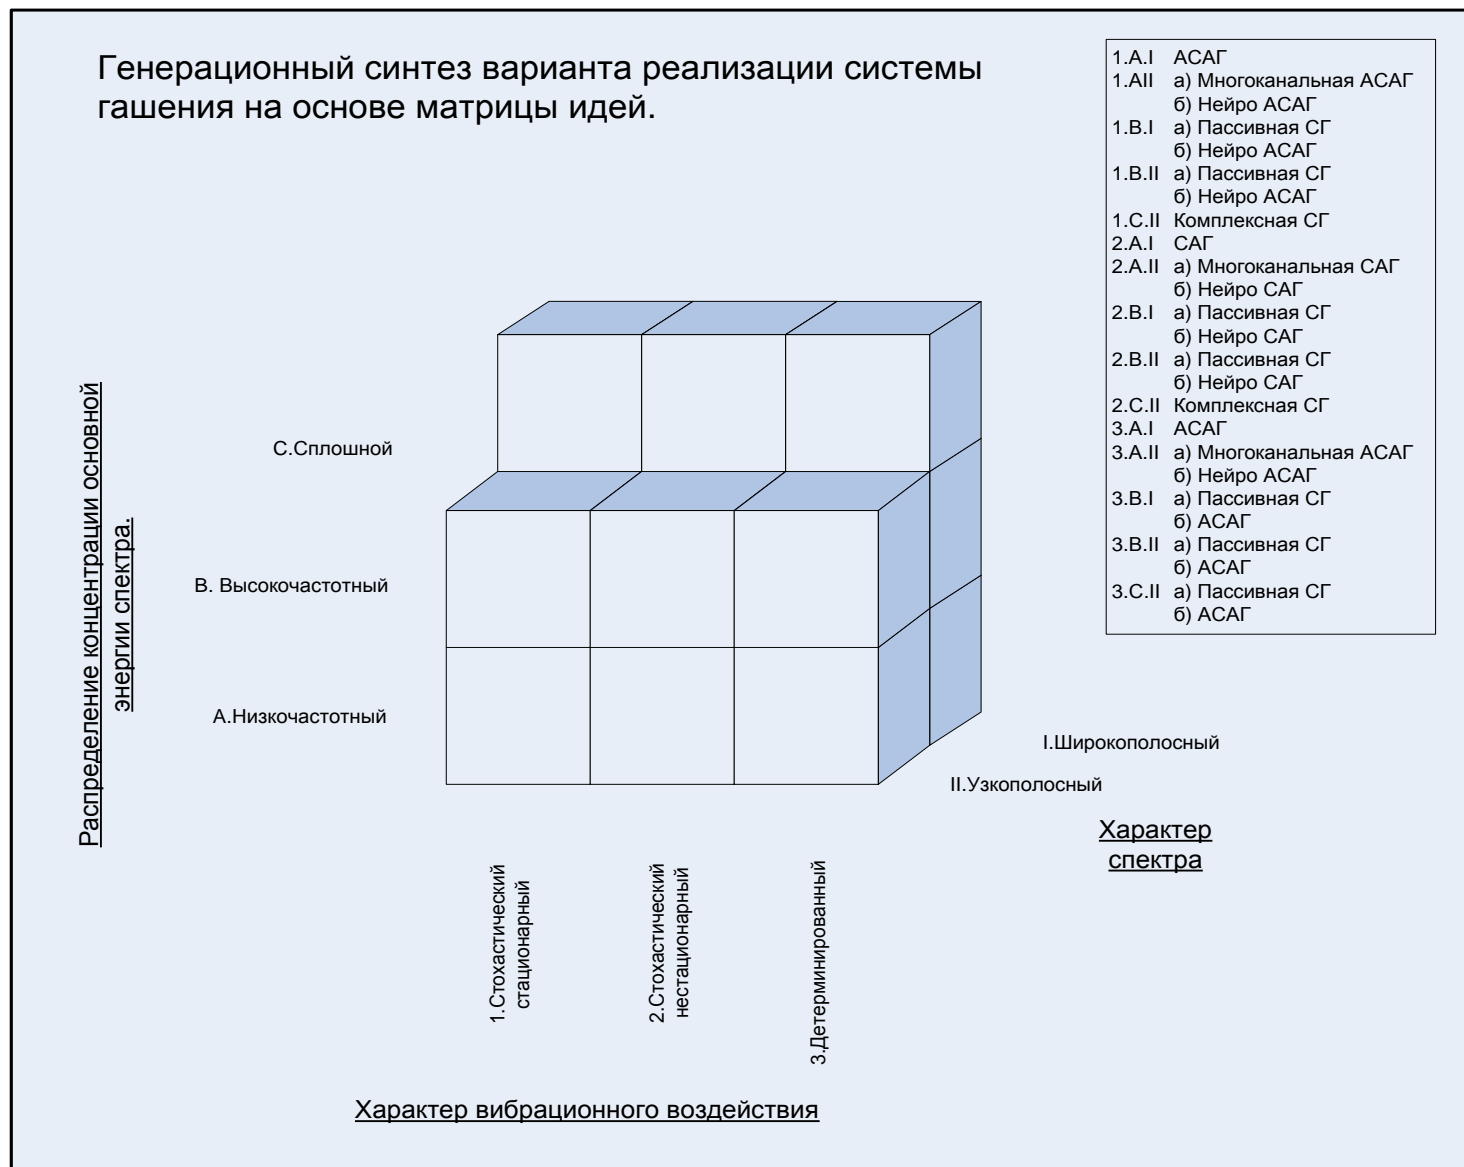 Генерационный синтез варианта реализации системы
гашения на основе матрицы идей.
1.A.I АСАГ
1.AII а) Многоканальная АСАГ
б) Нейро АСАГ
1.B.I а) Пассивная СГ
б) Нейро АСАГ
1.B.II а) Пассивная СГ
б) Нейро АСАГ
1.C.II Комплексная СГ
2.A.I САГ
2.A.II а) Многоканальная САГ
б) Нейро САГ
2.B.I а) Пассивная СГ
б) Нейро САГ
2.B.II а) Пассивная СГ
б) Нейро САГ
2.C.II Комплексная СГ
3.A.I АСАГ
3.A.II а) Многоканальная АСАГ
б) Нейро АСАГ
3.B.I а) Пассивная СГ
б) АСАГ
3.B.II а) Пассивная СГ
б) АСАГ
3.C.II а) Пассивная СГ
б) АСАГ
Распределение концентрации основной
энергии спектра.
С.Сплошной
В. Высокочастотный
А.Низкочастотный
I.Широкополосный
II.Узкополосный
Характер
спектра
1.Стохастический
стационарный
2.Стохастический
нестационарный
3.Детерминированный
Характер вибрационного воздействия